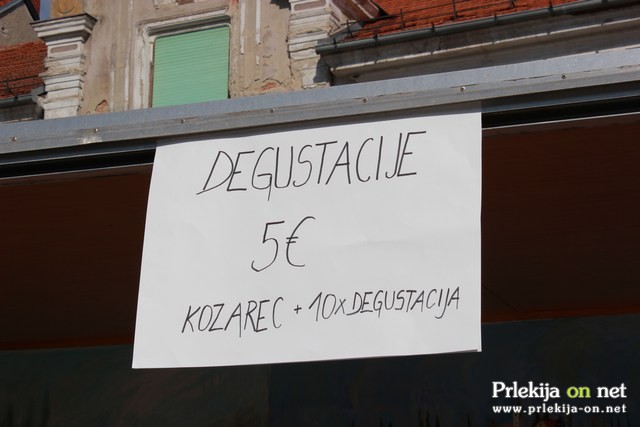 DEGUSTACIJE
5€
KOZAREC + 10x DEGUSTACIJA
Prlekija on net
www.prlekija-on.net